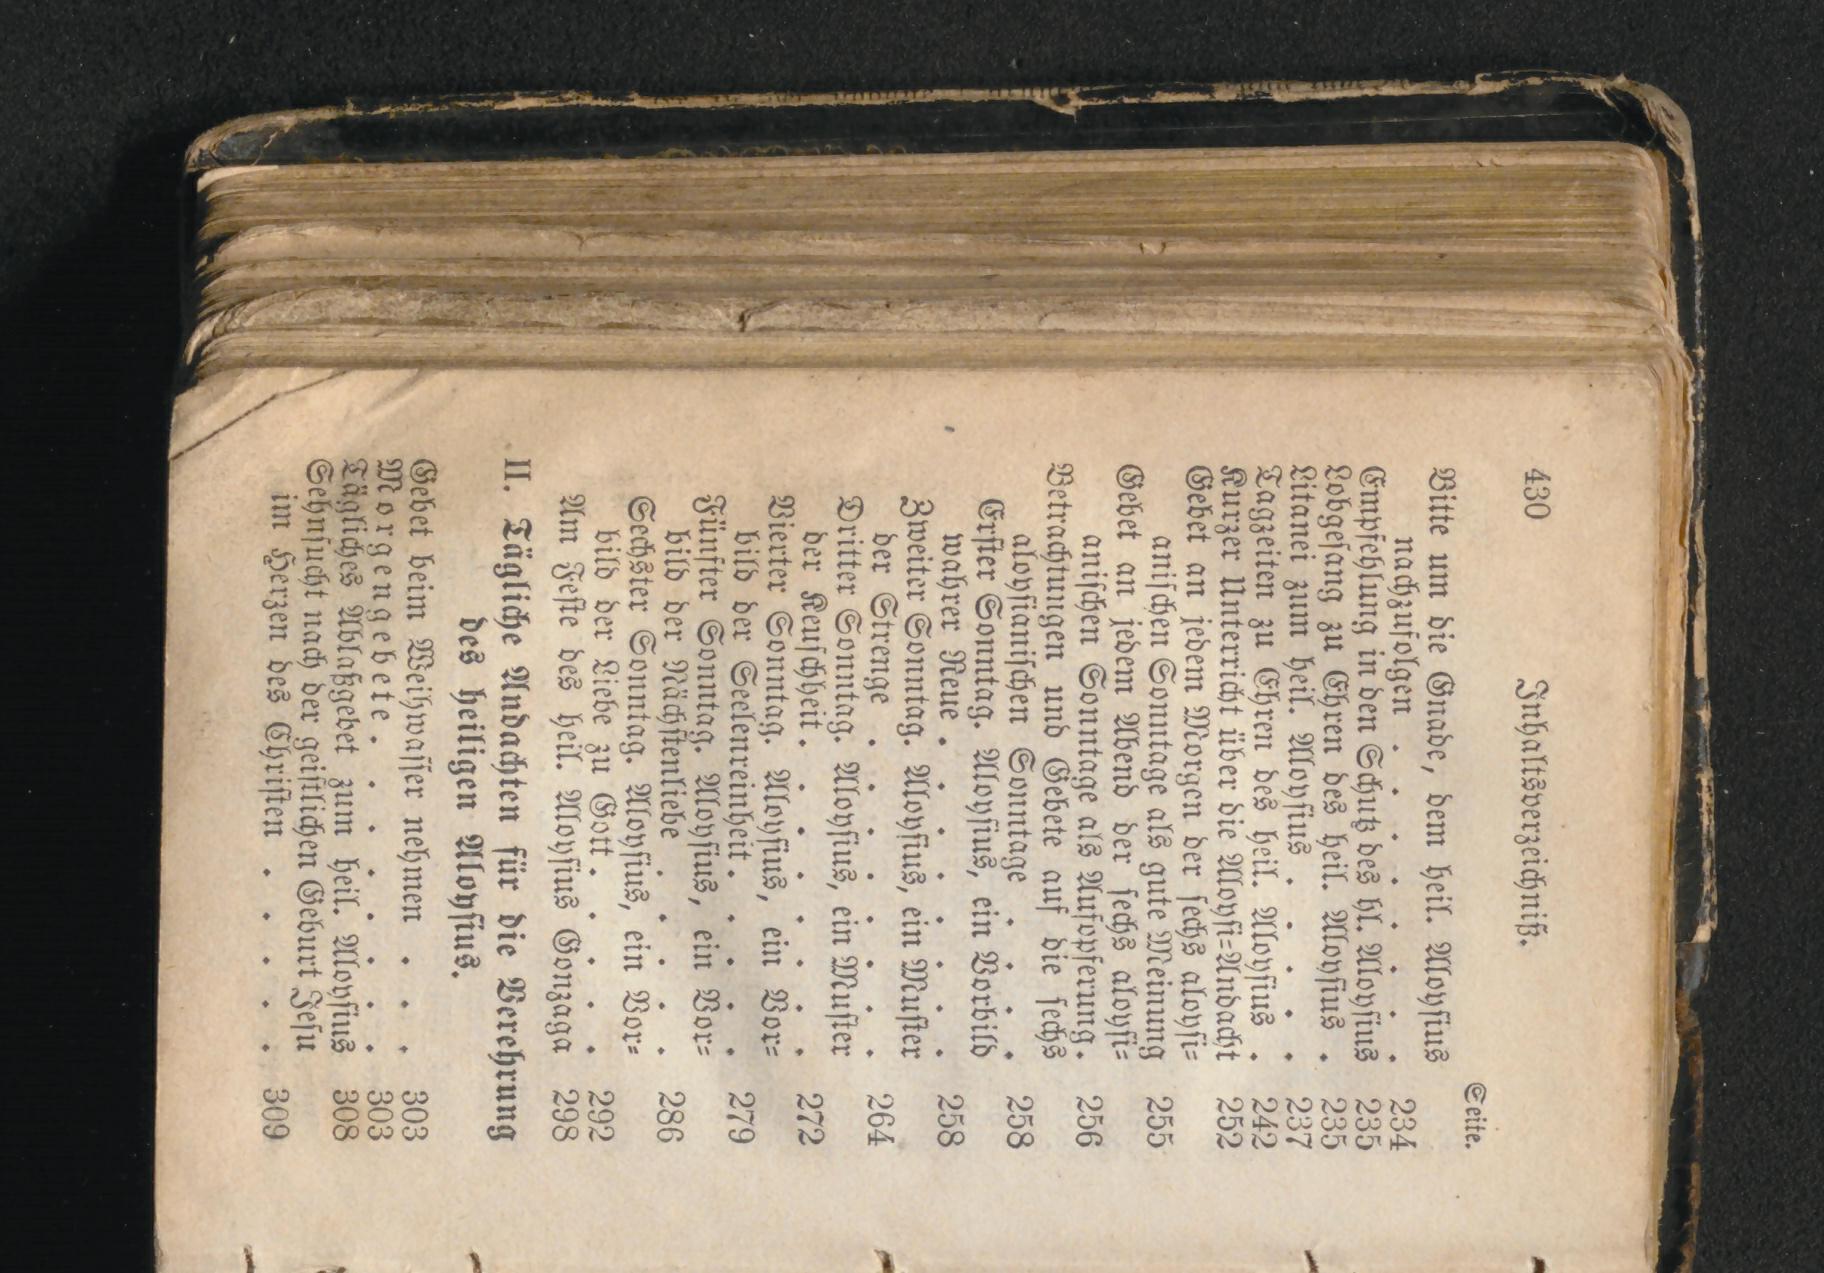 430 Inhaltsverzeichniß.
Seite.
Bitte um die Gnade, dem heil. Aloysius
nachzufolgen . . . . . . 234
Empfehlung in den Schutz des hl. Aloysius 235
Lobgesang zu Ehren des heil. Aloysius . 235
Litanei zum heil. Aloysius . . . . 237
Tagzeiten zu Ehren des heil. Aloysius . 242
Kurzer Unterricht über die Aloysi=Andacht 252
Gebet an jedem Morgen der sechs aloysi=
anischen Sonntage als gute Meinung 255
Gebet an jedem Abend der sechs aloysi=
anischen Sonntage als Aufopferung . 256
Betrachtungen und Gebete auf die sechs
aloysianischen Sonntage . . . . 258
Erster Sonntag. Aloysius, ein Vorbild
wahrer Reue . . . . . . 258
Zweiter Sonntag. Aloysius, ein Muster
der Strenge . . . . . . 264
Dritter Sonntag. Aloysius, ein Muster
der Keuschheit . . . . . . 272
Vierter Sonntag. Aloysius, ein Vor=
bild der Seelenreinheit . . . . 279
Fünfter Sonntag. Aloysius, ein Vor=
bild der Nächstenliebe . . . . 286
Sechster Sonntag. Aloysius, ein Vor=
bild der Liebe zu Gott . . . . . 292
Am Feste des heil. Aloysius Gonzaga 298
II. Tägliche Andachten für die Verehrung
des heiligen Aloysius.
Gebet beim Weihwasser nehmen . . . 303
Morgengebete . . . . . . 303
Tägliches Ablaßgebet zum heil. Aloysius 308
Sehnsucht nach der geistlichen Geburt Jesu
im Herzen des Christen . . . . . 309